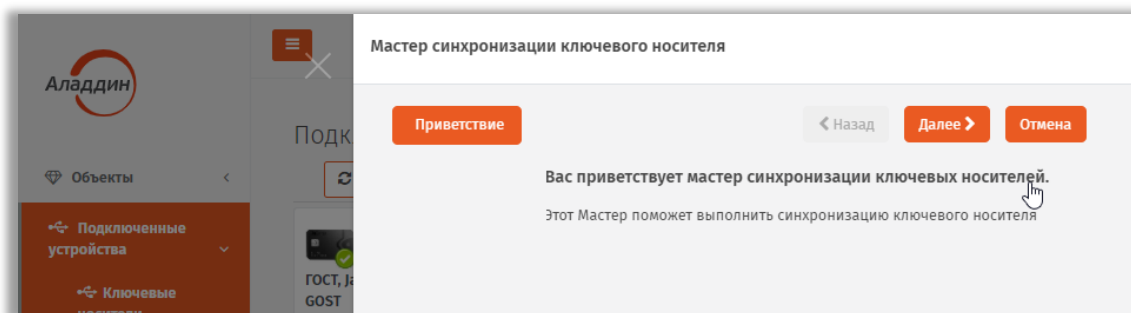 Аладдин
Объекты
Подключенные
устройства
Ключевые
носители
Подк
ГОСТ, Ja
GOST
Мастер синхронизации ключевого носителя
Приветствие
Назад
Далее
Отмена
Вас приветствует мастер синхронизации ключевых носителей.
Этот Мастер поможет выполнить синхронизацию ключевого носителя